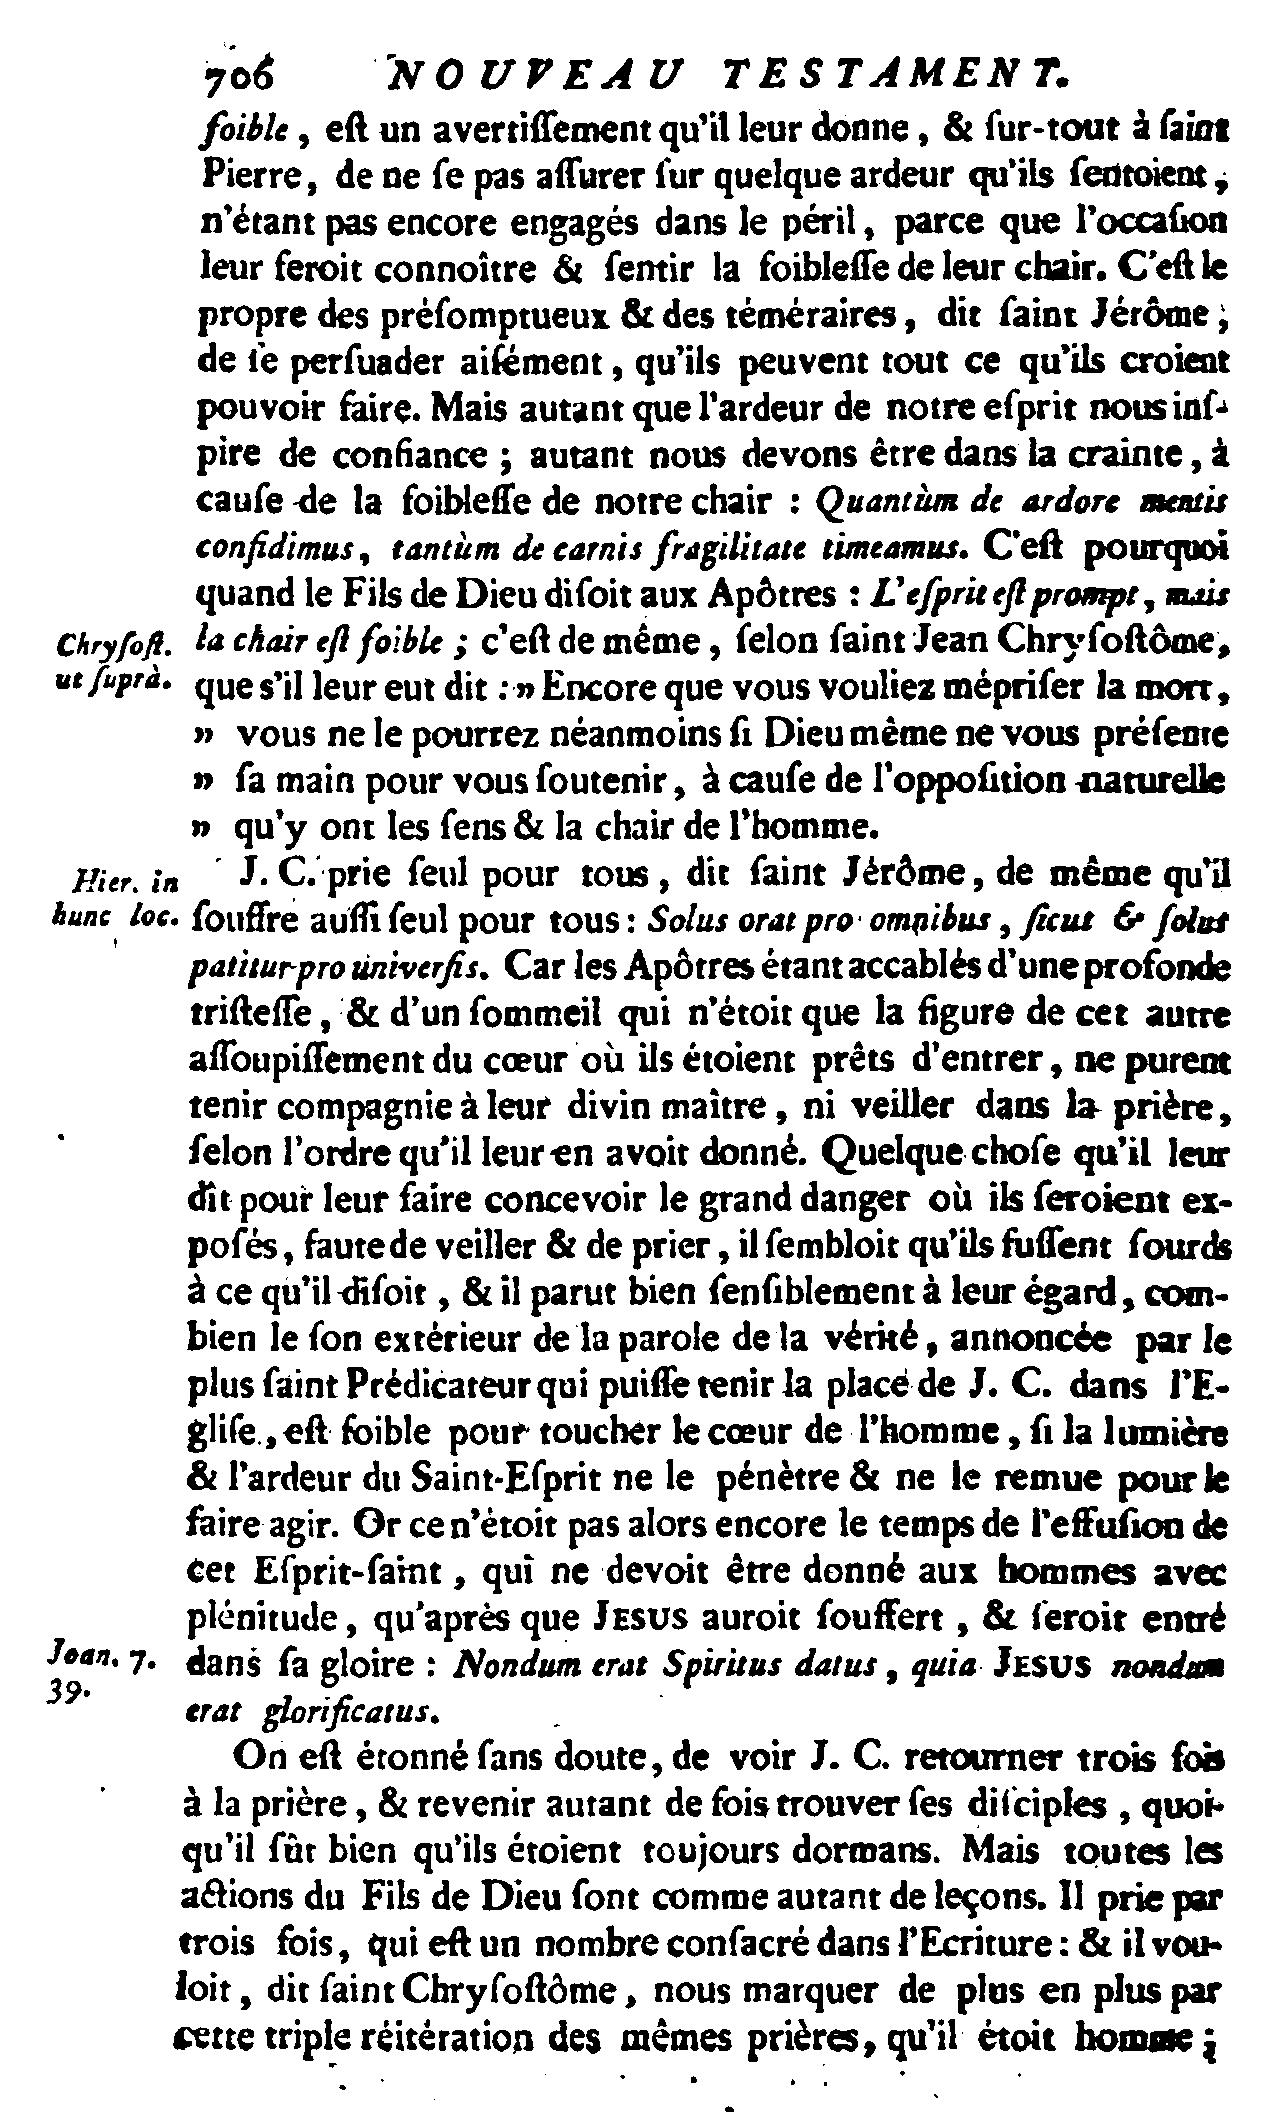 706 NOUVEAU TESTAMENT.
foible, eſt un avertiſſement qu'il leur donne, & ſur-tout à ſaint
Pierre, de ne ſe pas aſſurer ſur quelque ardeur qu'ils ſentoient,
n'étant pas encore engagés dans le péril, parce que l'occaſion
leur feroit connoître & ſentir la foibleſſe de leur chair. C'eſt le
propre des préſomptueux & des téméraires, dit ſaint Jérôme;
de ſe perſuader aiſément, qu'ils peuvent tout ce qu'ils croient
pouvoir faire. Mais autant que l'ardeur de notre eſprit nous inſ-
pire de confiance ; autant nous devons être dans la crainte, à
cauſe de la foibleſſe de notre chair : Quantùm de ardore mentis
confidimus, tantùm de carnis fragilitate timeamus. C'eſt pourquoi
quand le Fils de Dieu diſoit aux Apôtres : L'eſprit eſt prompt, mais
Chryſoſt. la chair eſt foible ; c'eſt de même, ſelon ſaint Jean Chryſoſtôme,
ut ſuprà. que s'il leur eut dit : » Encore que vous vouliez mépriſer la mort,
» vous ne le pourrez néanmoins ſi Dieu même ne vous préſente
» ſa main pour vous ſoutenir, à cauſe de l'oppoſition naturelle
» qu'y ont les ſens & la chair de l'homme.
Hier. in J. C. prie ſeul pour tous, dit ſaint Jérôme, de même qu'il
hunc loc. ſouffre auſſi ſeul pour tous : Solus orat pro omnibus, ſicut & ſolus
patitur pro univerſis. Car les Apôtres étant accablés d'une profonde
triſteſſe, & d'un ſommeil qui n'étoit que la figure de cet autre
aſſoupiſſement du cœur où ils étoient prêts d'entrer, ne purent
tenir compagnie à leur divin maître, ni veiller dans la prière,
ſelon l'ordre qu'il leur en avoit donné. Quelque choſe qu'il leur
dît pour leur faire concevoir le grand danger où ils ſeroient ex-
poſés, faute de veiller & de prier, il ſembloit qu'ils fuſſent ſourds
à ce qu'il diſoit, & il parut bien ſenſiblement à leur égard, com-
bien le ſon extérieur de la parole de la vérité, annoncée par le
plus ſaint Prédicateur qui puiſſe tenir la place de J. C. dans l'E-
gliſe, eſt foible pour toucher le cœur de l'homme, ſi la lumière
& l'ardeur du Saint-Eſprit ne le pénètre & ne le remue pour le
faire agir. Or ce n'étoit pas alors encore le temps de l'effuſion de
cet Eſprit-ſaint, qui ne devoit être donné aux hommes avec
plénitude, qu'après que JESUS auroit ſouffert, & ſeroit entré
Joan. 7. dans ſa gloire : Nondum erat Spiritus datus, quia JESUS nondum
39. erat glorificatus.
On eſt étonné ſans doute, de voir J. C. retourner trois fois
à la prière, & revenir autant de fois trouver ſes diſciples, quoi-
qu'il ſût bien qu'ils étoient toujours dormans. Mais toutes les
actions du Fils de Dieu ſont comme autant de leçons. Il prie par
trois fois, qui eſt un nombre conſacré dans l'Ecriture : & il vou-
loit, dit ſaint Chryſoſtôme, nous marquer de plus en plus par
cette triple réitération des mêmes prières, qu'il étoit homme ;